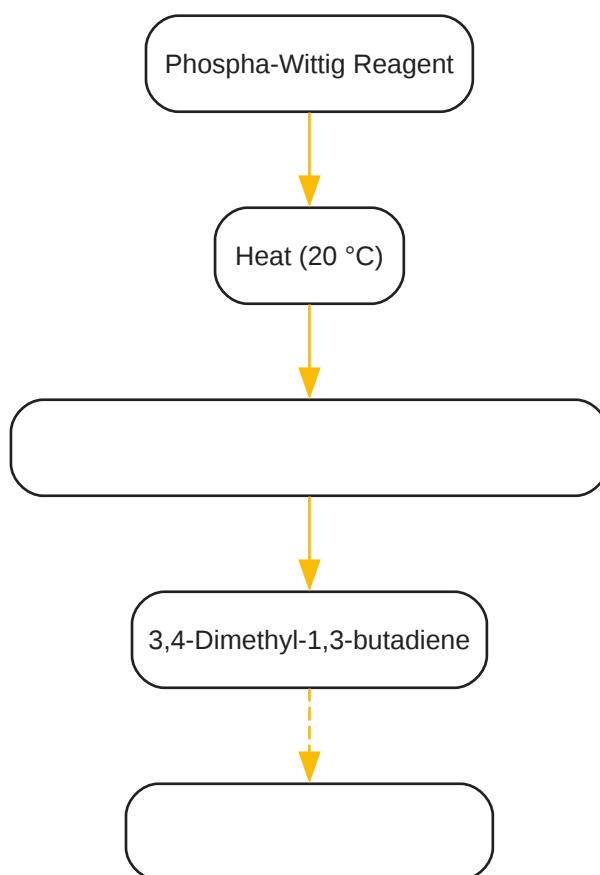 Phospha-Wittig Reagent
Heat (20 °C)
3,4-Dimethyl-1,3-butadiene